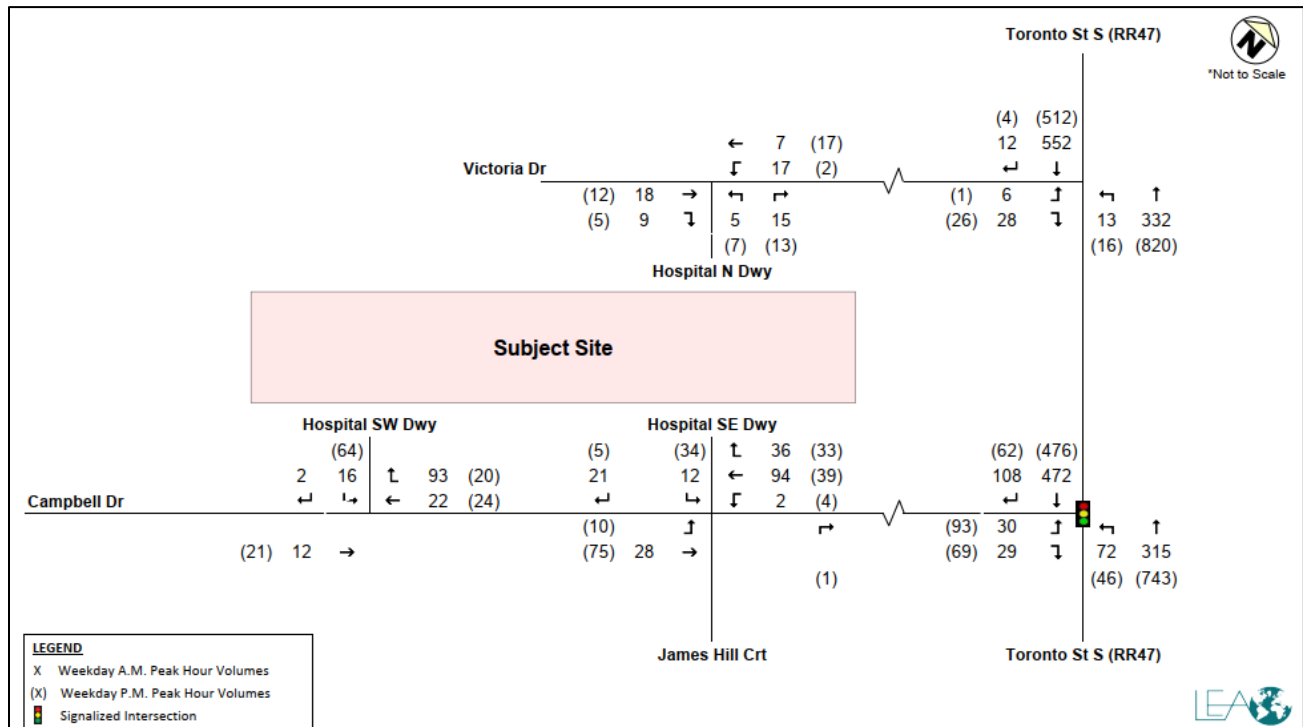 Toronto St S (RR47)
N
*Not to Scale
(4) (512)
7 (17) 12 552
Victoria Dr 17 (2)
(12) 18 (1) 6
(5) 9 5 15 (26) 28 13 332
(7) (13) (16) (820)
Hospital N Dwy
Subject Site
Hospital SW Dwy Hospital SE Dwy
(64) (5) (34) 36 (33) (62) (476)
2 16 93 (20) 21 12 94 (39) 108 472
Campbell Dr 22 (24) 2 (4)
(10) (93) 30
(21) 12 (75) 28 (69) 29 72 315
(1) (46) (743)
James Hill Crt Toronto St S (RR47)
LEGEND
X Weekday A.M. Peak Hour Volumes
(X) Weekday P.M. Peak Hour Volumes
Signalized Intersection
LEA